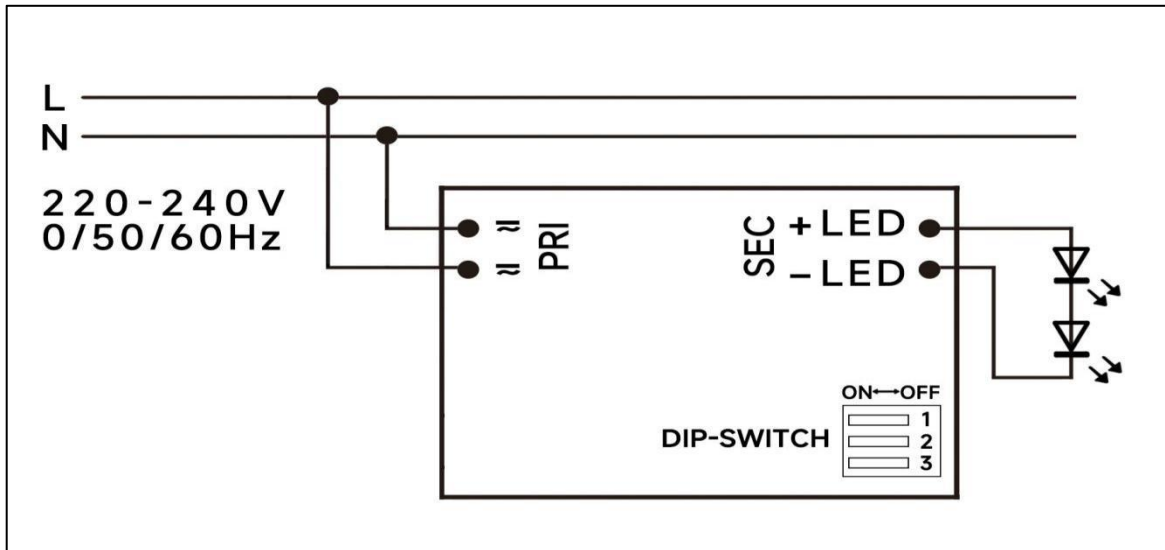 L
N
220-240V
0/50/60Hz
≂ PRI
≂
SEC +LED
−LED
ON↔OFF
DIP-SWITCH
1
2
3